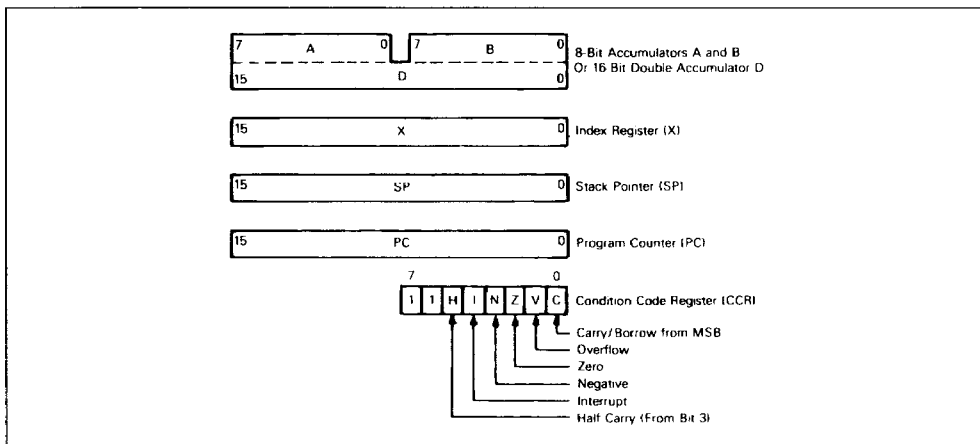 7 A 0 7 B 0 8-Bit Accumulators A and B
Or 16 Bit Double Accumulator D
15 D 0
15 X 0 Index Register (X)
15 SP 0 Stack Pointer (SP)
15 PC 0 Program Counter (PC)
7 0
1 1 H I N Z V C Condition Code Register (CCR)
Carry/Borrow from MSB
Overflow
Zero
Negative
Interrupt
Half Carry (From Bit 3)